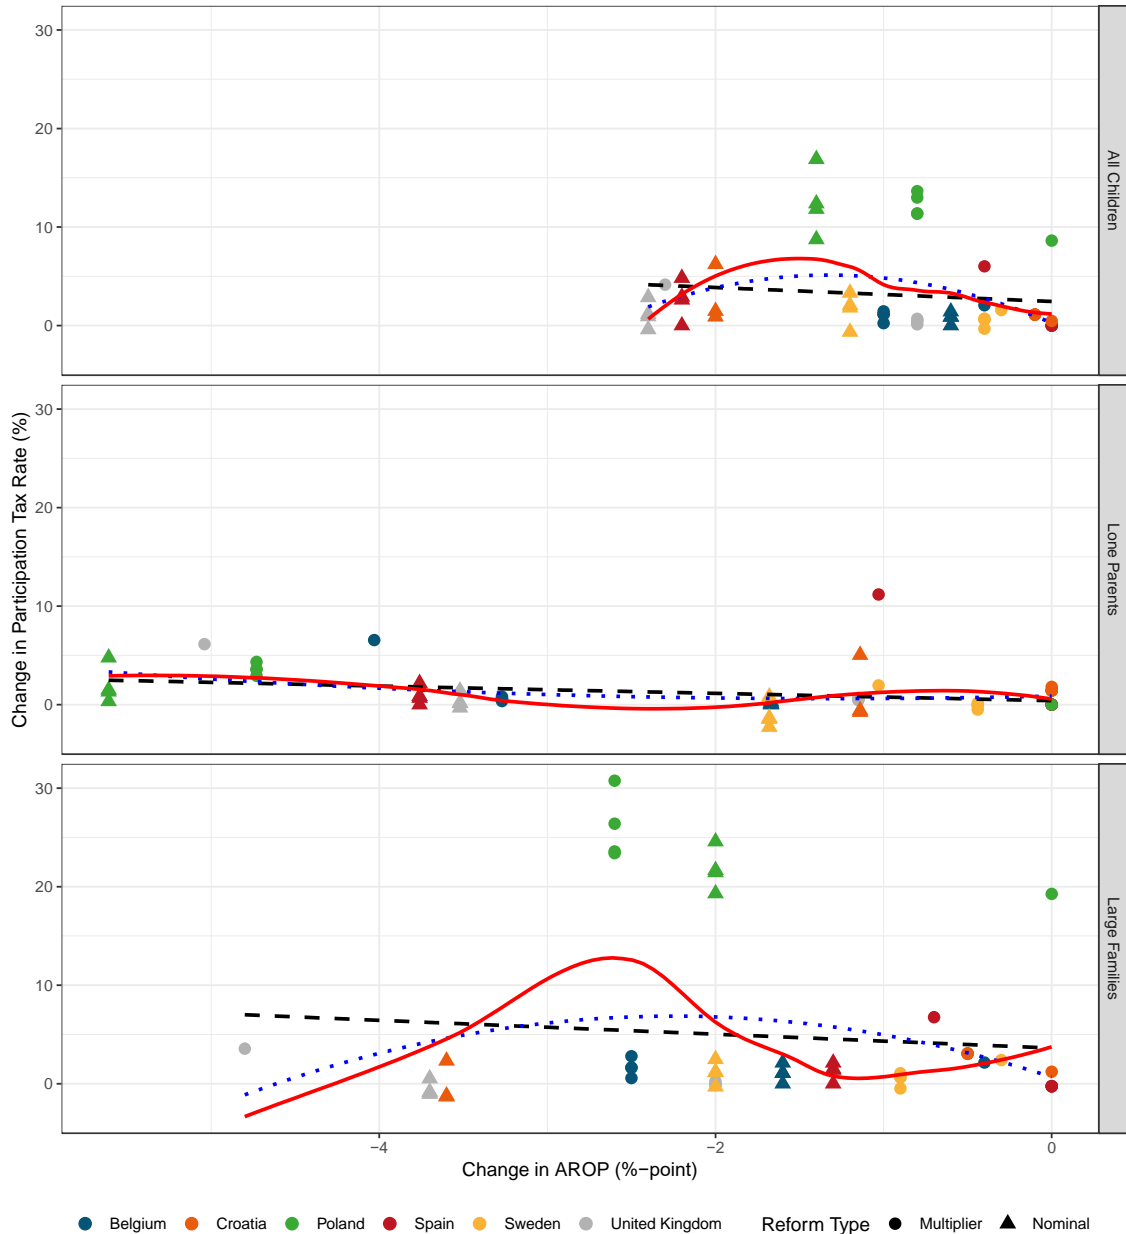 30
20
10
0
All Children
30
20
10
0
Lone Parents
30
20
10
0
Large Families
Change in Participation Tax Rate (%)
−4
−2
0
Change in AROP (%−point)
Belgium
Croatia
Poland
Spain
Sweden
United Kingdom
Reform Type
Multiplier
Nominal